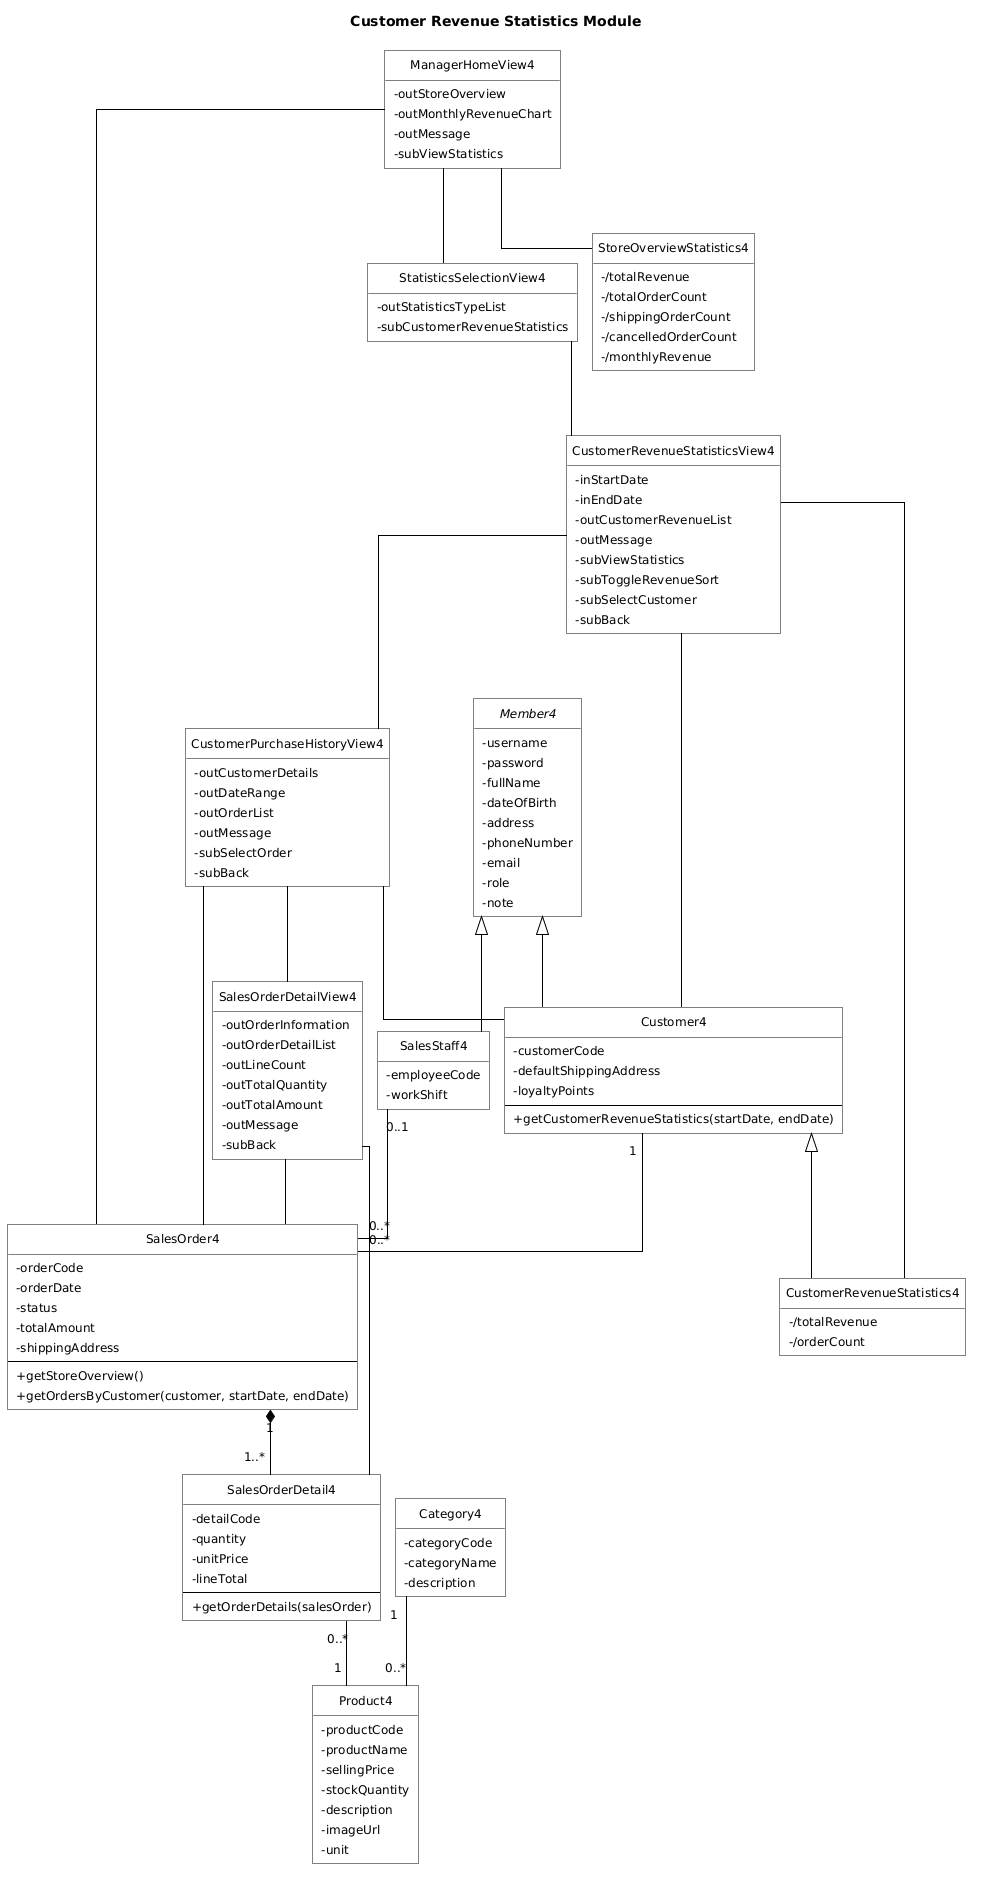 Customer Revenue Statistics Module
ManagerHomeView4
-outStoreOverview
-outMonthlyRevenueChart
-outMessage
-subViewStatistics
StoreOverviewStatistics4
-/totalRevenue
-/totalOrderCount
-/shippingOrderCount
-/cancelledOrderCount
-/monthlyRevenue
StatisticsSelectionView4
-outStatisticsTypeList
-subCustomerRevenueStatistics
CustomerRevenueStatisticsView4
-inStartDate
-inEndDate
-outCustomerRevenueList
-outMessage
-subViewStatistics
-subToggleRevenueSort
-subSelectCustomer
-subBack
Member4
-username
-password
-fullName
-dateOfBirth
-address
-phoneNumber
-email
-role
-note
CustomerPurchaseHistoryView4
-outCustomerDetails
-outDateRange
-outOrderList
-outMessage
-subSelectOrder
-subBack
SalesOrderDetailView4
-outOrderInformation
-outOrderDetailList
-outLineCount
-outTotalQuantity
-outTotalAmount
-outMessage
-subBack
SalesStaff4
-employeeCode
-workShift
0..1
Customer4
-customerCode
-defaultShippingAddress
-loyaltyPoints
+getCustomerRevenueStatistics(startDate, endDate)
1
0..*
0..*
SalesOrder4
-orderCode
-orderDate
-status
-totalAmount
-shippingAddress
+getStoreOverview()
+getOrdersByCustomer(customer, startDate, endDate)
CustomerRevenueStatistics4
-/totalRevenue
-/orderCount
1
1..*
SalesOrderDetail4
-detailCode
-quantity
-unitPrice
-lineTotal
+getOrderDetails(salesOrder)
Category4
-categoryCode
-categoryName
-description
1
0..*
1
0..*
Product4
-productCode
-productName
-sellingPrice
-stockQuantity
-description
-imageUrl
-unit